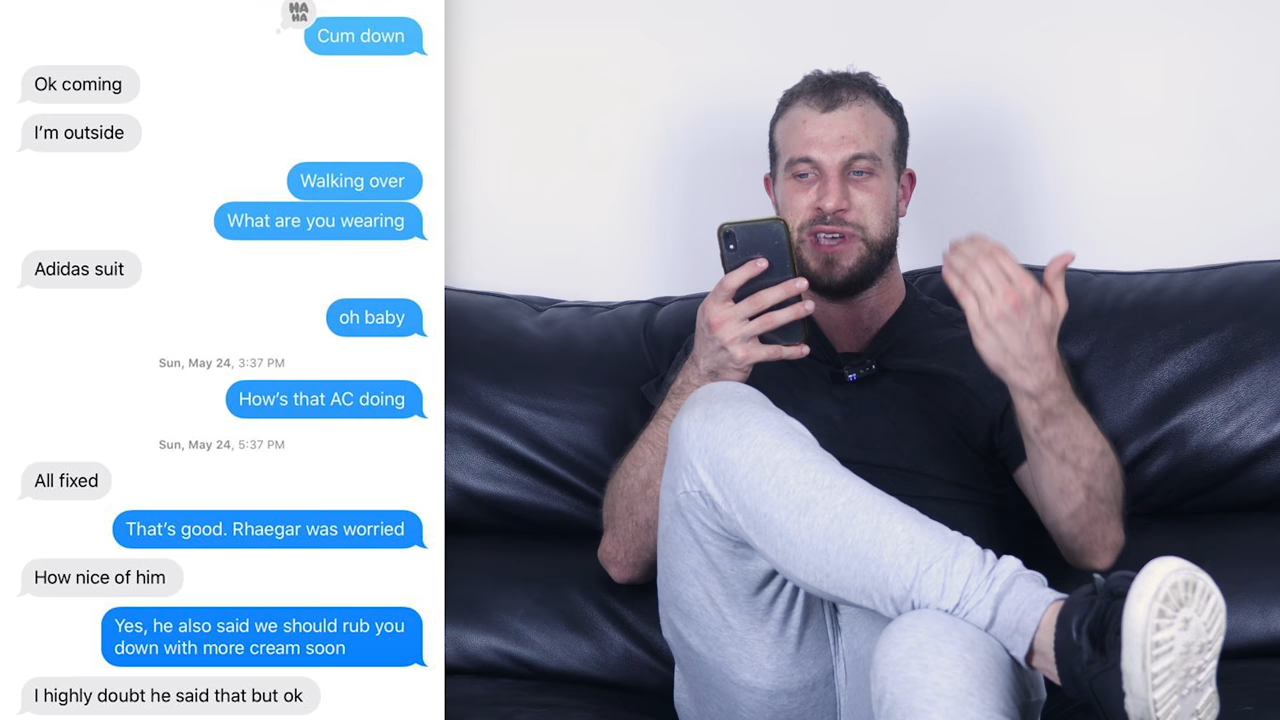 HA
HA
Cum down
Ok coming
I'm outside
Walking over
What are you wearing
Adidas suit
oh baby
Sun, May 24, 3:37 PM
How's that AC doing
Sun, May 24, 5:37 PM
All fixed
That's good. Rhaegar was worried
How nice of him
Yes, he also said we should rub you
down with more cream soon
I highly doubt he said that but ok